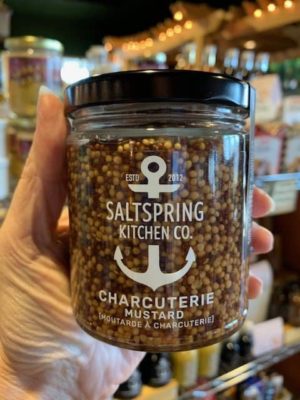 ESTD 2012
SALTSPRING
KITCHEN CO.
CHARCUTERIE
MUSTARD
[MOUTARDE À CHARCUTERIE]